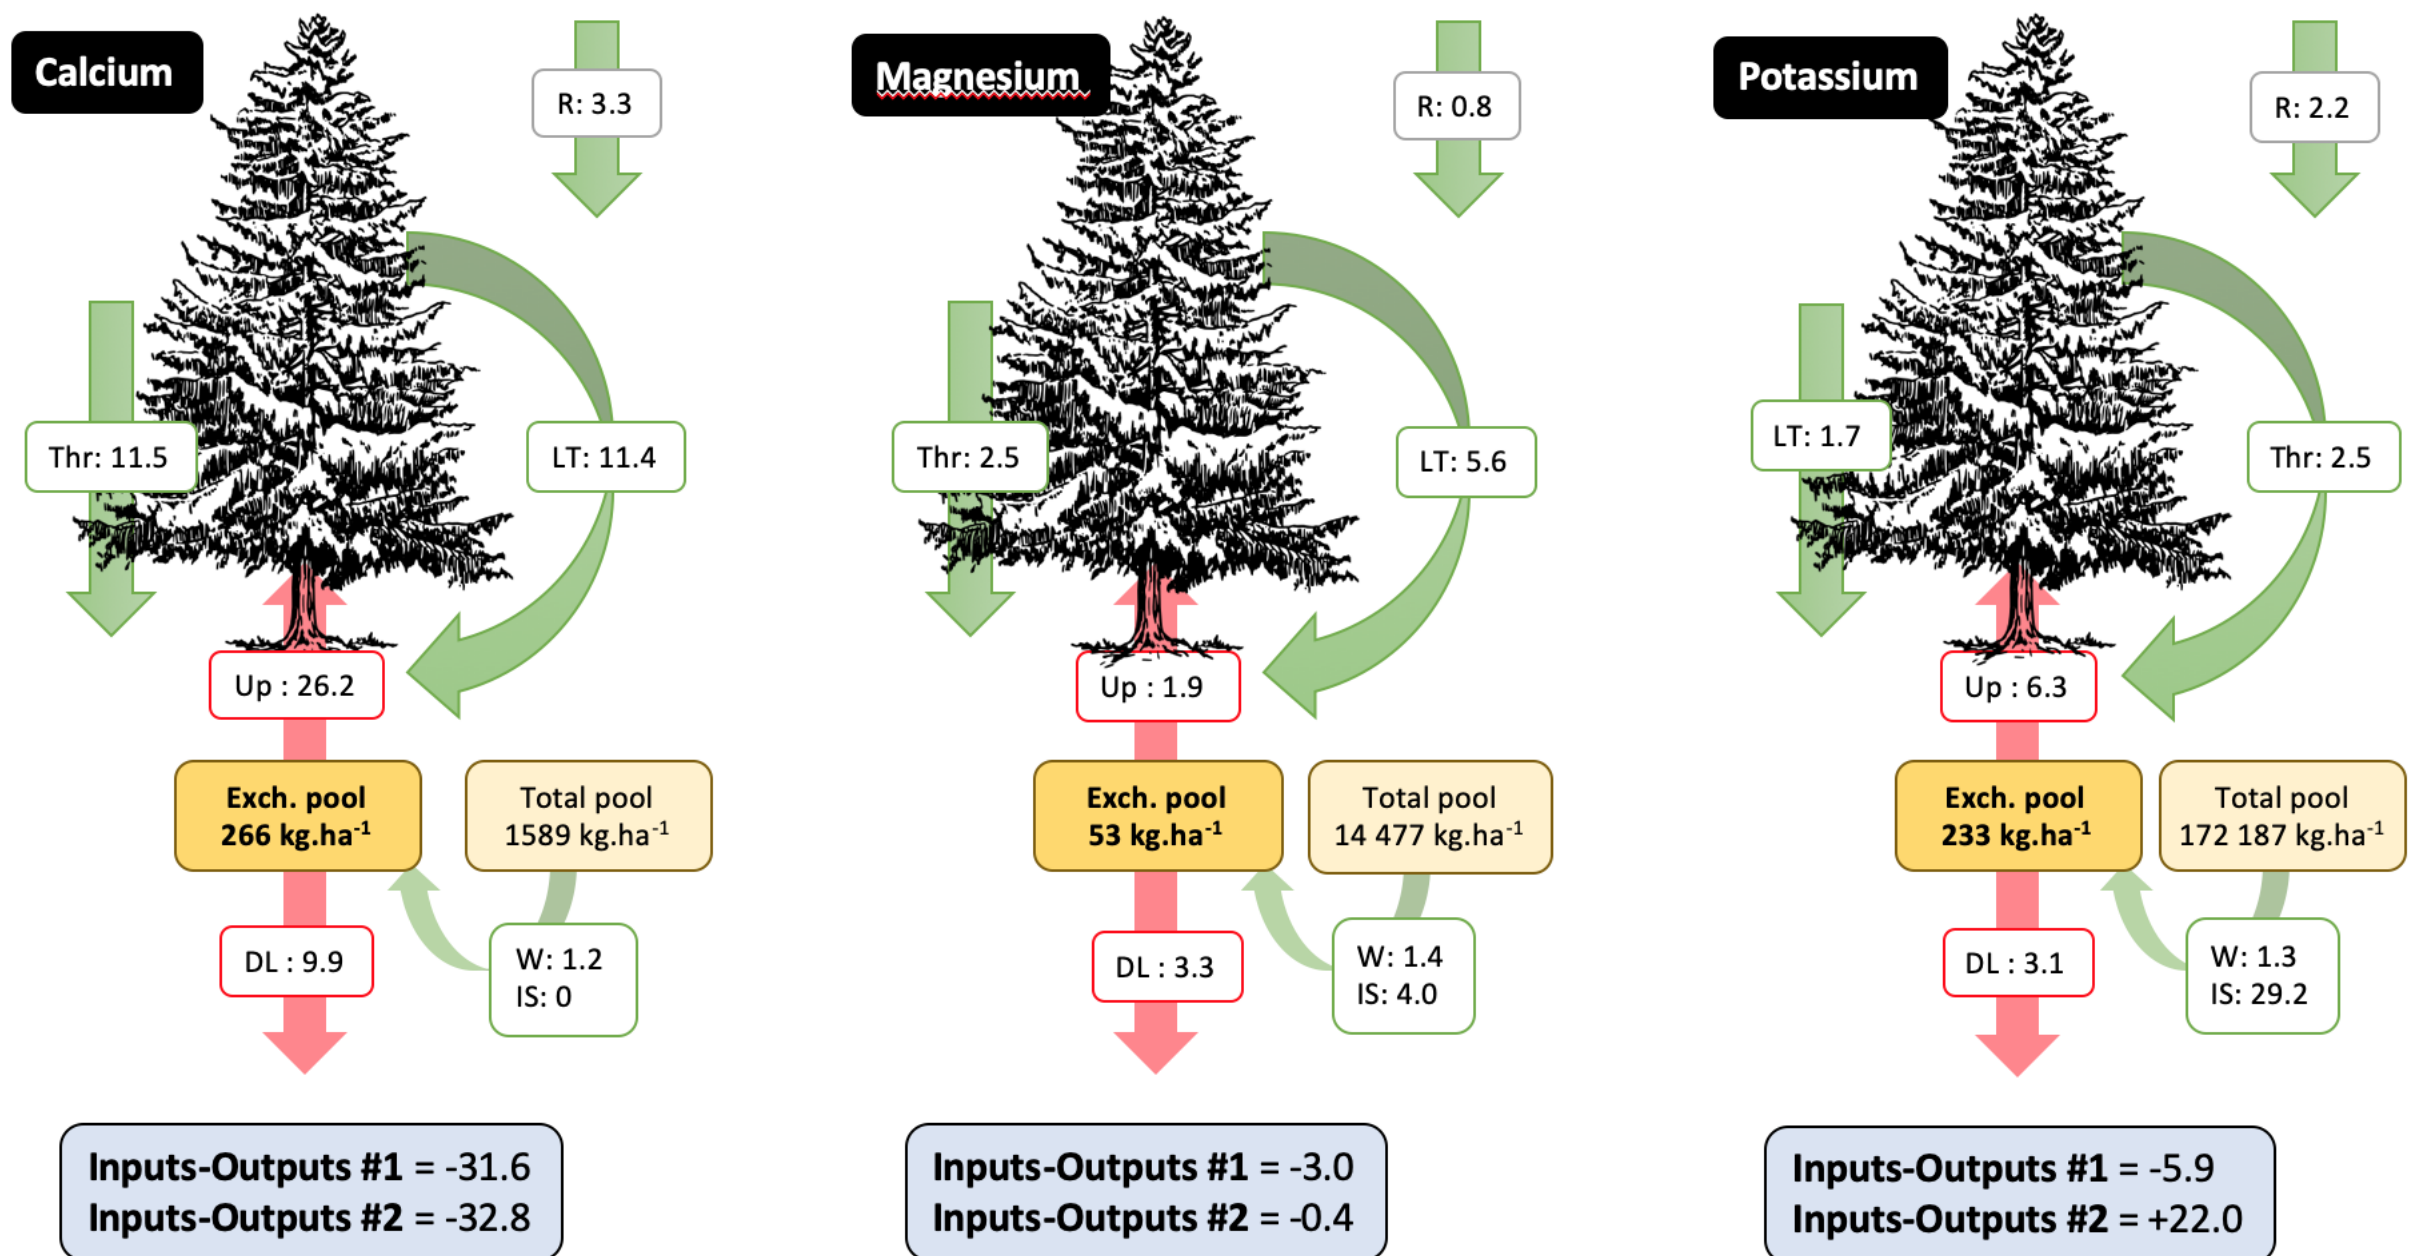 Calcium
R: 3.3
Thr: 11.5
LT: 11.4
Up : 26.2
Exch. pool
266 kg.ha⁻¹
Total pool
1589 kg.ha⁻¹
DL : 9.9
W: 1.2
IS: 0
Inputs-Outputs #1 = -31.6
Inputs-Outputs #2 = -32.8
Magnesium
R: 0.8
Thr: 2.5
LT: 5.6
Up : 1.9
Exch. pool
53 kg.ha⁻¹
Total pool
14 477 kg.ha⁻¹
DL : 3.3
W: 1.4
IS: 4.0
Inputs-Outputs #1 = -3.0
Inputs-Outputs #2 = -0.4
Potassium
R: 2.2
LT: 1.7
Thr: 2.5
Up : 6.3
Exch. pool
233 kg.ha⁻¹
Total pool
172 187 kg.ha⁻¹
DL : 3.1
W: 1.3
IS: 29.2
Inputs-Outputs #1 = -5.9
Inputs-Outputs #2 = +22.0